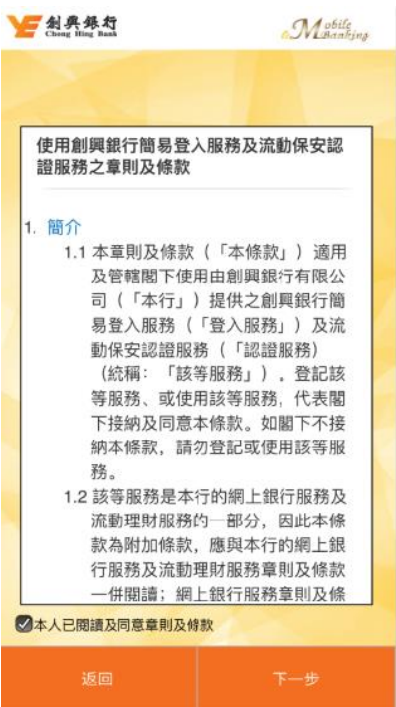 創興銀行
Chong Hing Bank
Mobile
Banking
使用創興銀行簡易登入服務及流動保安認
證服務之章則及條款
1. 簡介
1.1 本章則及條款（「本條款」）適用
及管轄閣下使用由創興銀行有限公
司（「本行」）提供之創興銀行簡
易登入服務（「登入服務」）及流
動保安認證服務（「認證服務）
（統稱：「該等服務」）。登記該
等服務、或使用該等服務，代表閣
下接納及同意本條款。如閣下不接
納本條款，請勿登記或使用該等服
務。
1.2 該等服務是本行的網上銀行服務及
流動理財服務的一部分，因此本條
款為附加條款，應與本行的網上銀
行服務及流動理財服務章則及條款
一併閱讀；網上銀行服務章則及條
本人已閱讀及同意章則及條款
返回
下一步